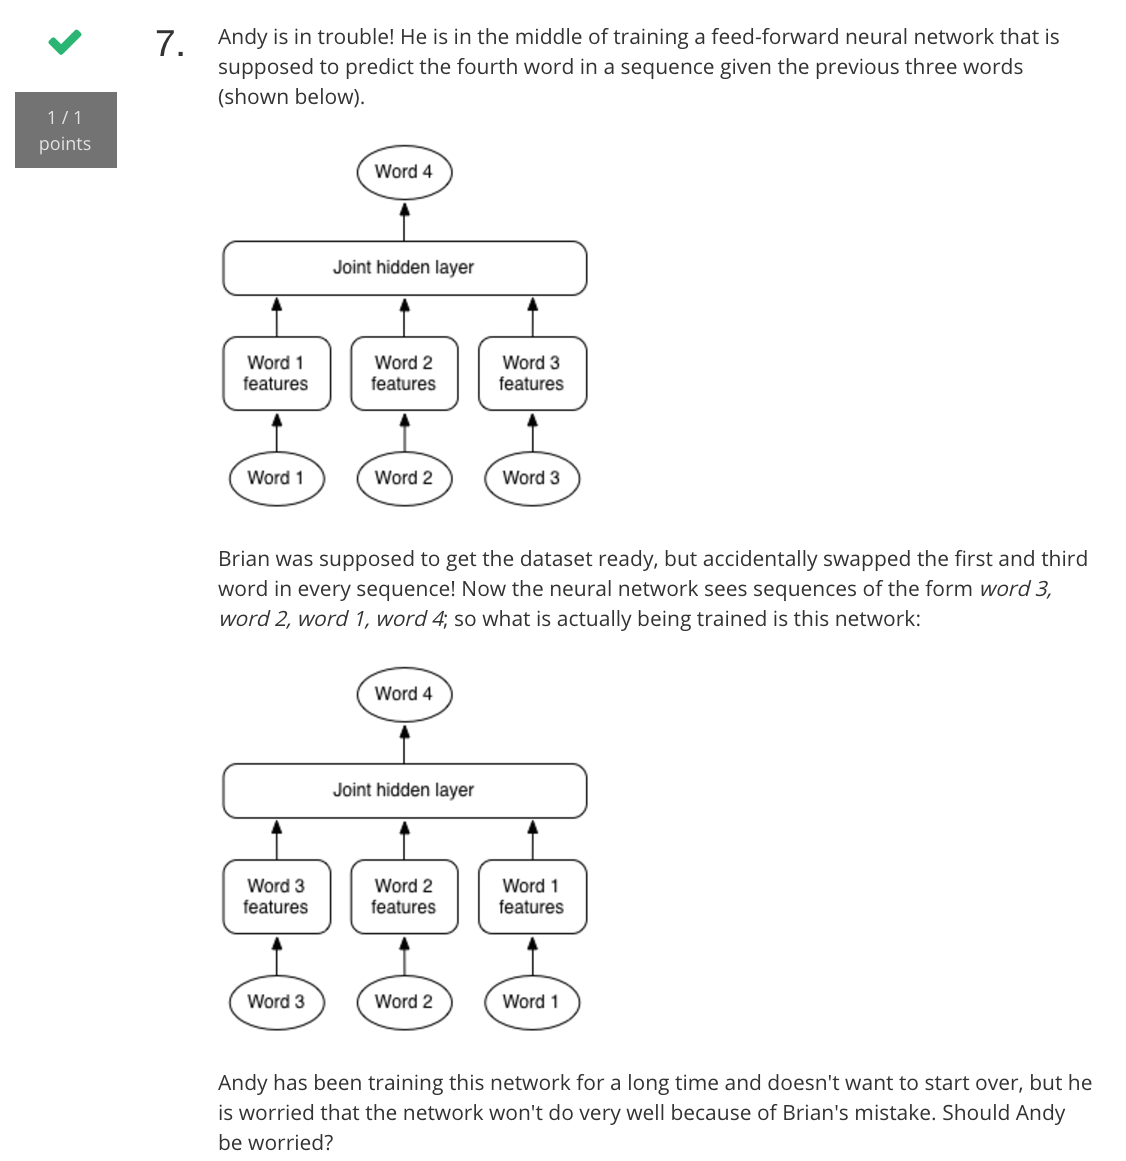 7.
Andy is in trouble! He is in the middle of training a feed-forward neural network that is
supposed to predict the fourth word in a sequence given the previous three words
(shown below).
1 / 1
points
Word 4
Joint hidden layer
Word 1
features
Word 2
features
Word 3
features
Word 1
Word 2
Word 3
Brian was supposed to get the dataset ready, but accidentally swapped the first and third
word in every sequence! Now the neural network sees sequences of the form word 3,
word 2, word 1, word 4; so what is actually being trained is this network:
Word 4
Joint hidden layer
Word 3
features
Word 2
features
Word 1
features
Word 3
Word 2
Word 1
Andy has been training this network for a long time and doesn't want to start over, but he
is worried that the network won't do very well because of Brian's mistake. Should Andy
be worried?